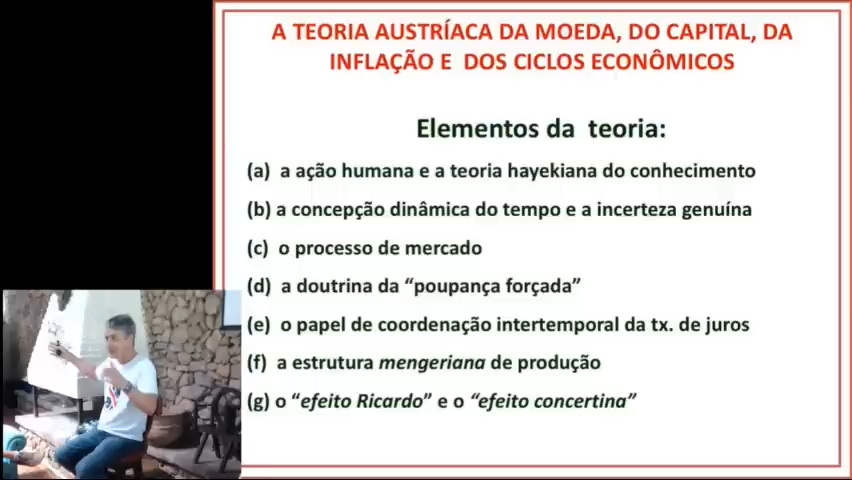 A TEORIA AUSTRÍACA DA MOEDA, DO CAPITAL, DA
INFLAÇÃO E DOS CICLOS ECONÔMICOS
Elementos da teoria:
(a) a ação humana e a teoria hayekiana do conhecimento
(b) a concepção dinâmica do tempo e a incerteza genuína
(c) o processo de mercado
(d) a doutrina da “poupança forçada”
(e) o papel de coordenação intertemporal da tx. de juros
(f) a estrutura mengeriana de produção
(g) o “efeito Ricardo” e o “efeito concertina”